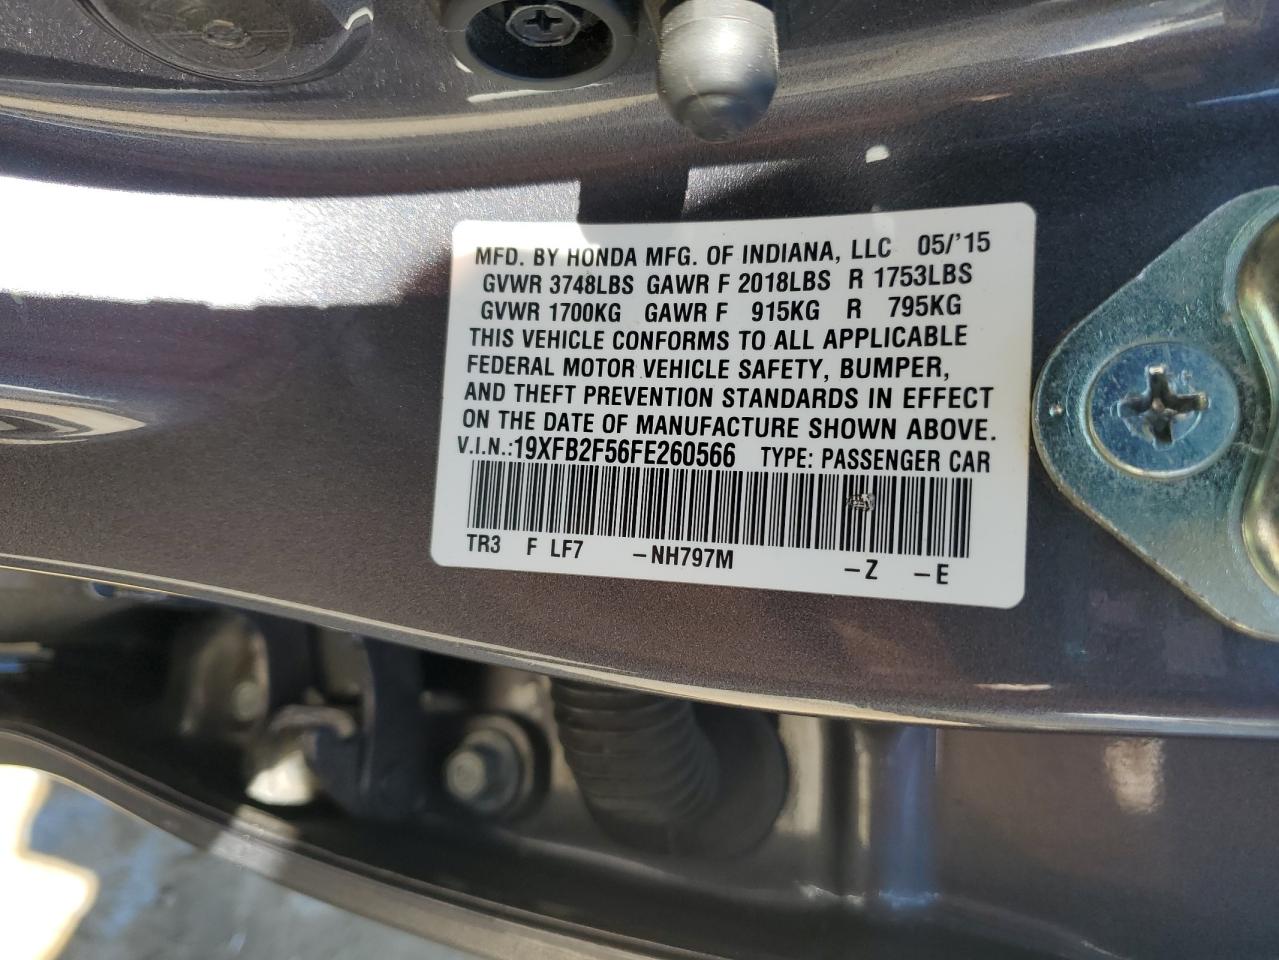 MFD. BY HONDA MFG. OF INDIANA, LLC 05/'15
GVWR 3748LBS GAWR F 2018LBS R 1753LBS
GVWR 1700KG GAWR F 915KG R 795KG
THIS VEHICLE CONFORMS TO ALL APPLICABLE
FEDERAL MOTOR VEHICLE SAFETY, BUMPER,
AND THEFT PREVENTION STANDARDS IN EFFECT
ON THE DATE OF MANUFACTURE SHOWN ABOVE.
V.I.N.:19XFB2F56FE260566 TYPE: PASSENGER CAR
TR3 F LF7 –NH797M –Z –E